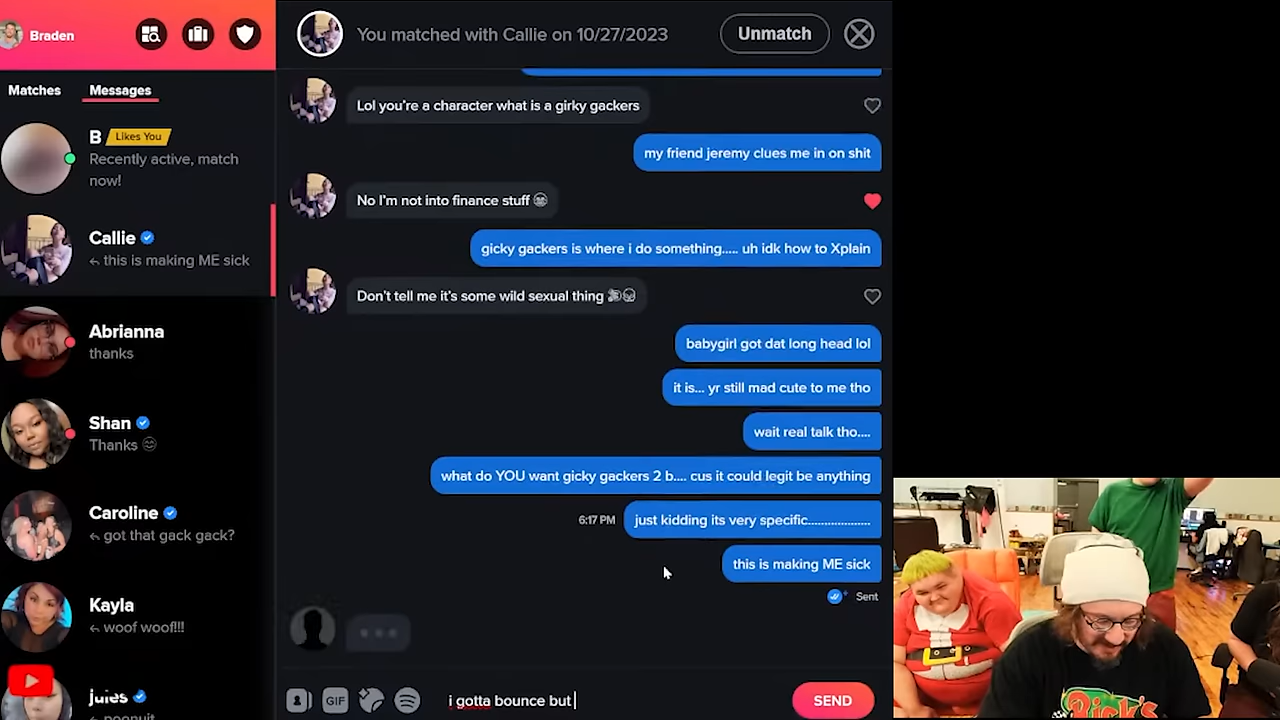 Braden
Matches Messages
B Likes You
Recently active, match
now!
Callie
this is making ME sick
Abrianna
thanks
Shan
Thanks
Caroline
got that gack gack?
Kayla
woof woof!!!
You matched with Callie on 10/27/2023
Unmatch
Lol you're a character what is a girky gackers
my friend jeremy clues me in on shit
No I'm not into finance stuff
gicky gackers is where i do something..... uh idk how to Xplain
Don't tell me it's some wild sexual thing
babygirl got dat long head lol
it is... yr still mad cute to me tho
wait real talk tho....
what do YOU want gicky gackers 2 b.... cus it could legit be anything
6:17 PM just kidding its very specific...................
this is making ME sick
Sent
GIF i gotta bounce but SEND